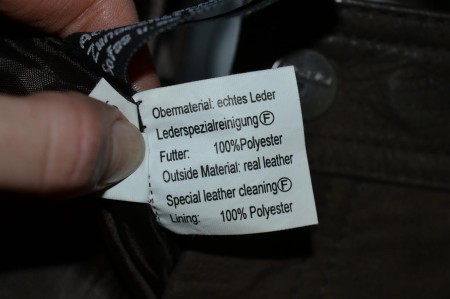 Obermaterial: echtes Leder
Lederspezialreinigung Ⓕ
Futter: 100%Polyester
Outside Material: real leather
Special leather cleaning Ⓕ
Lining: 100% Polyester